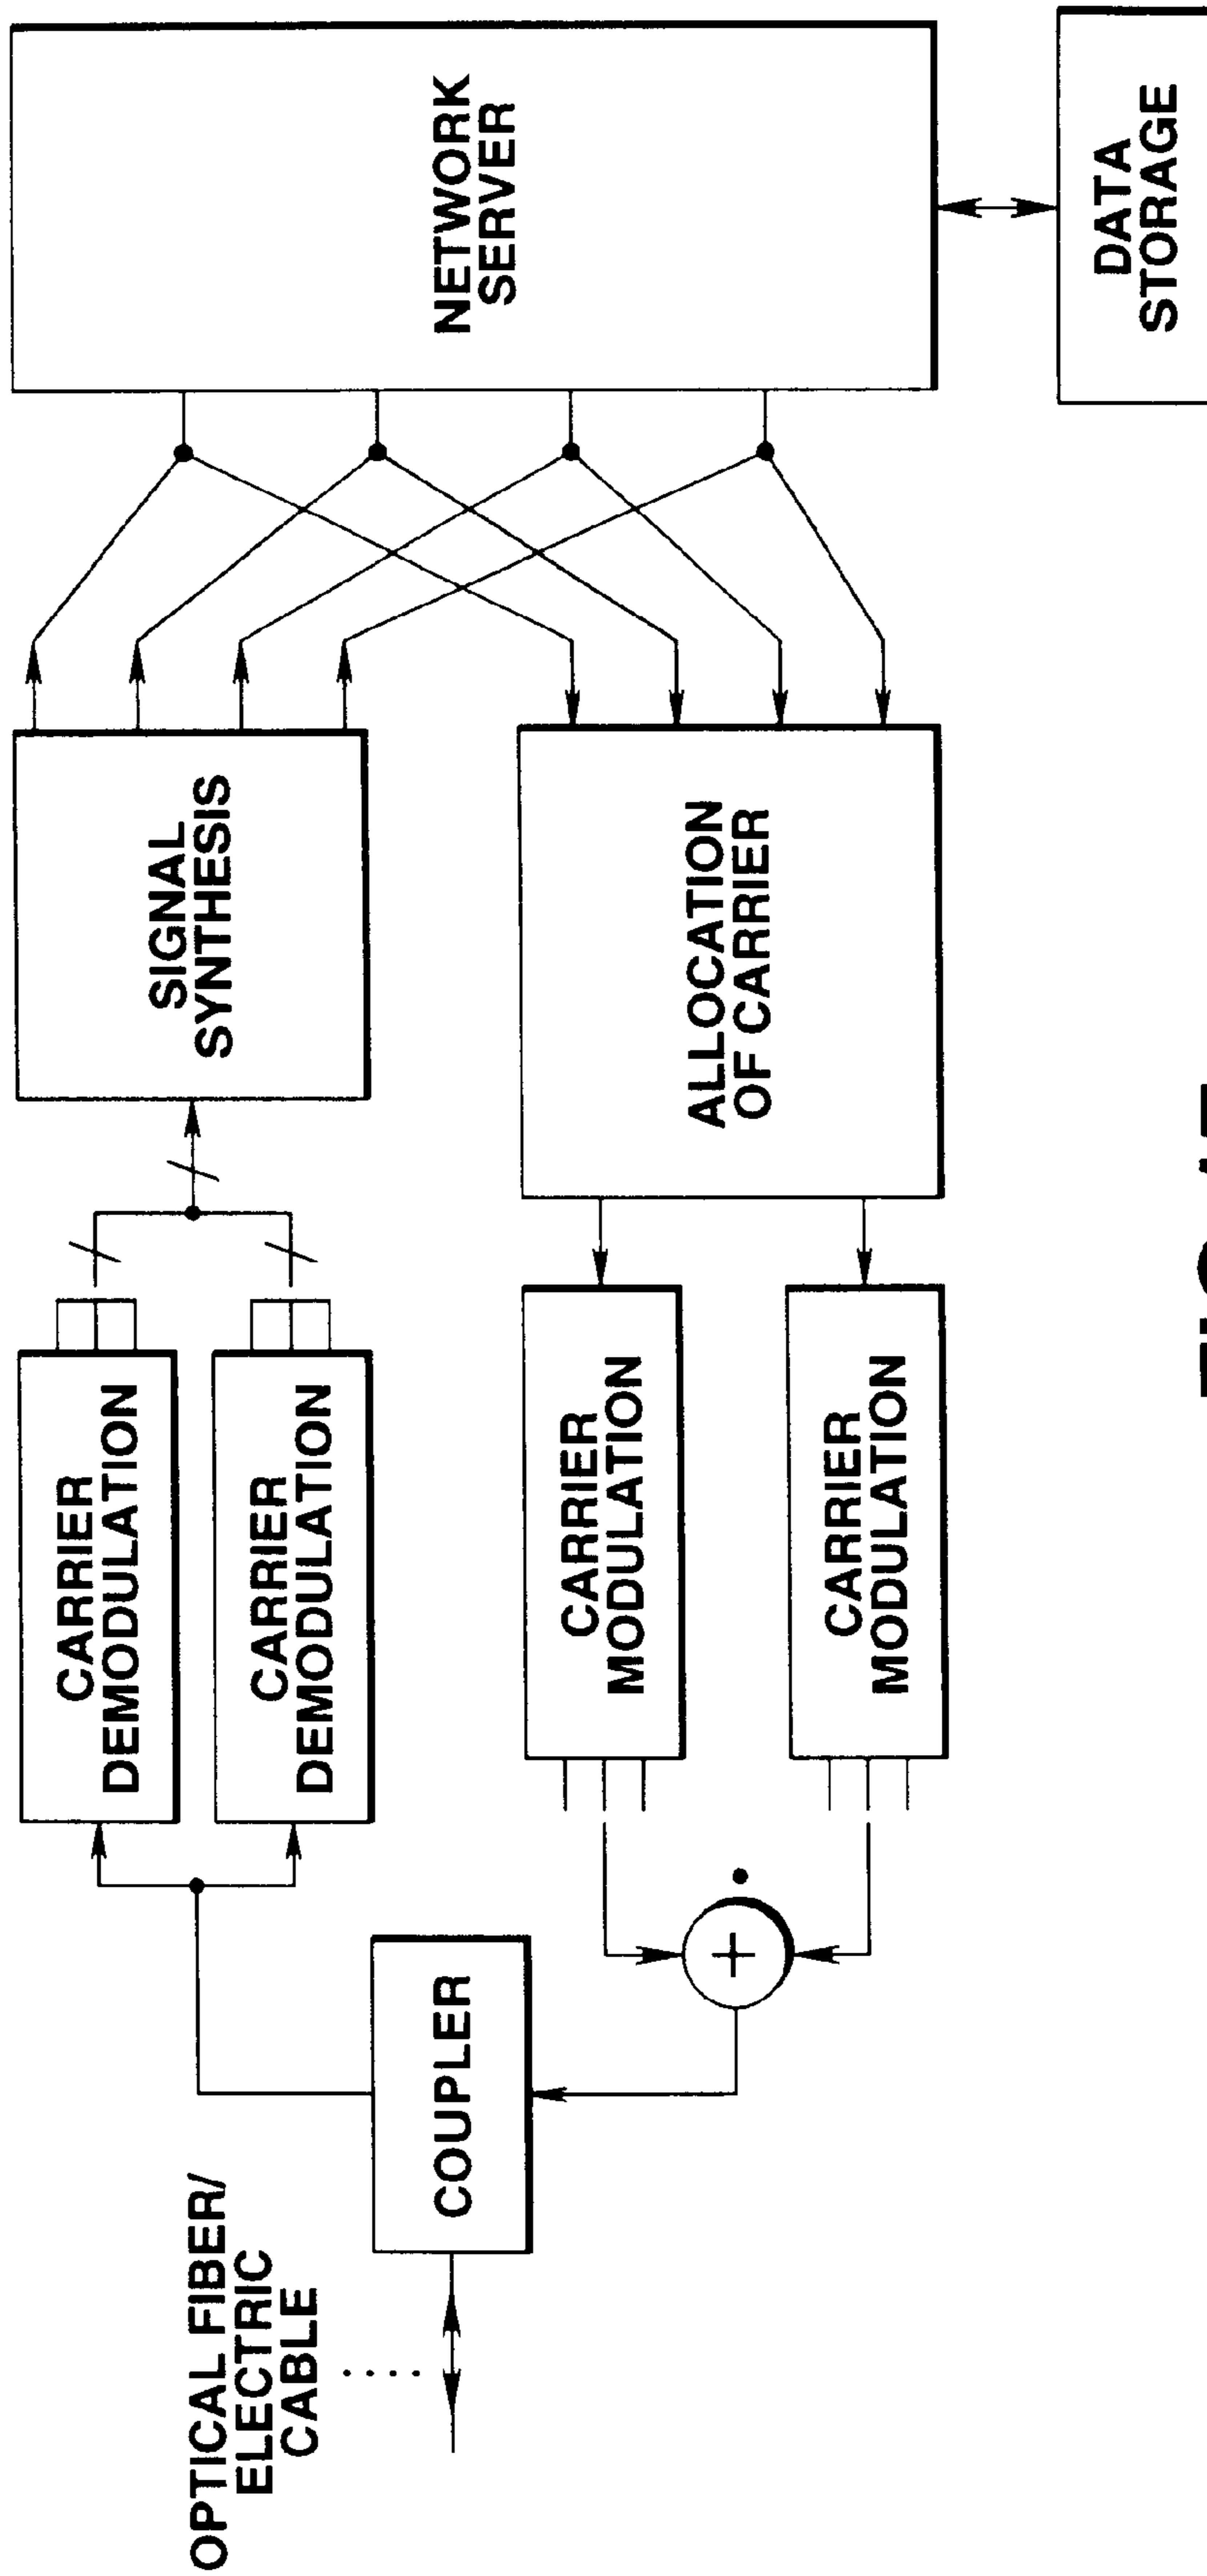 OPTICAL FIBER/
ELECTRIC
CABLE
COUPLER
CARRIER
DEMODULATION
CARRIER
DEMODULATION
CARRIER
MODULATION
CARRIER
MODULATION
+
SIGNAL
SYNTHESIS
ALLOCATION
OF CARRIER
NETWORK
SERVER
DATA
STORAGE